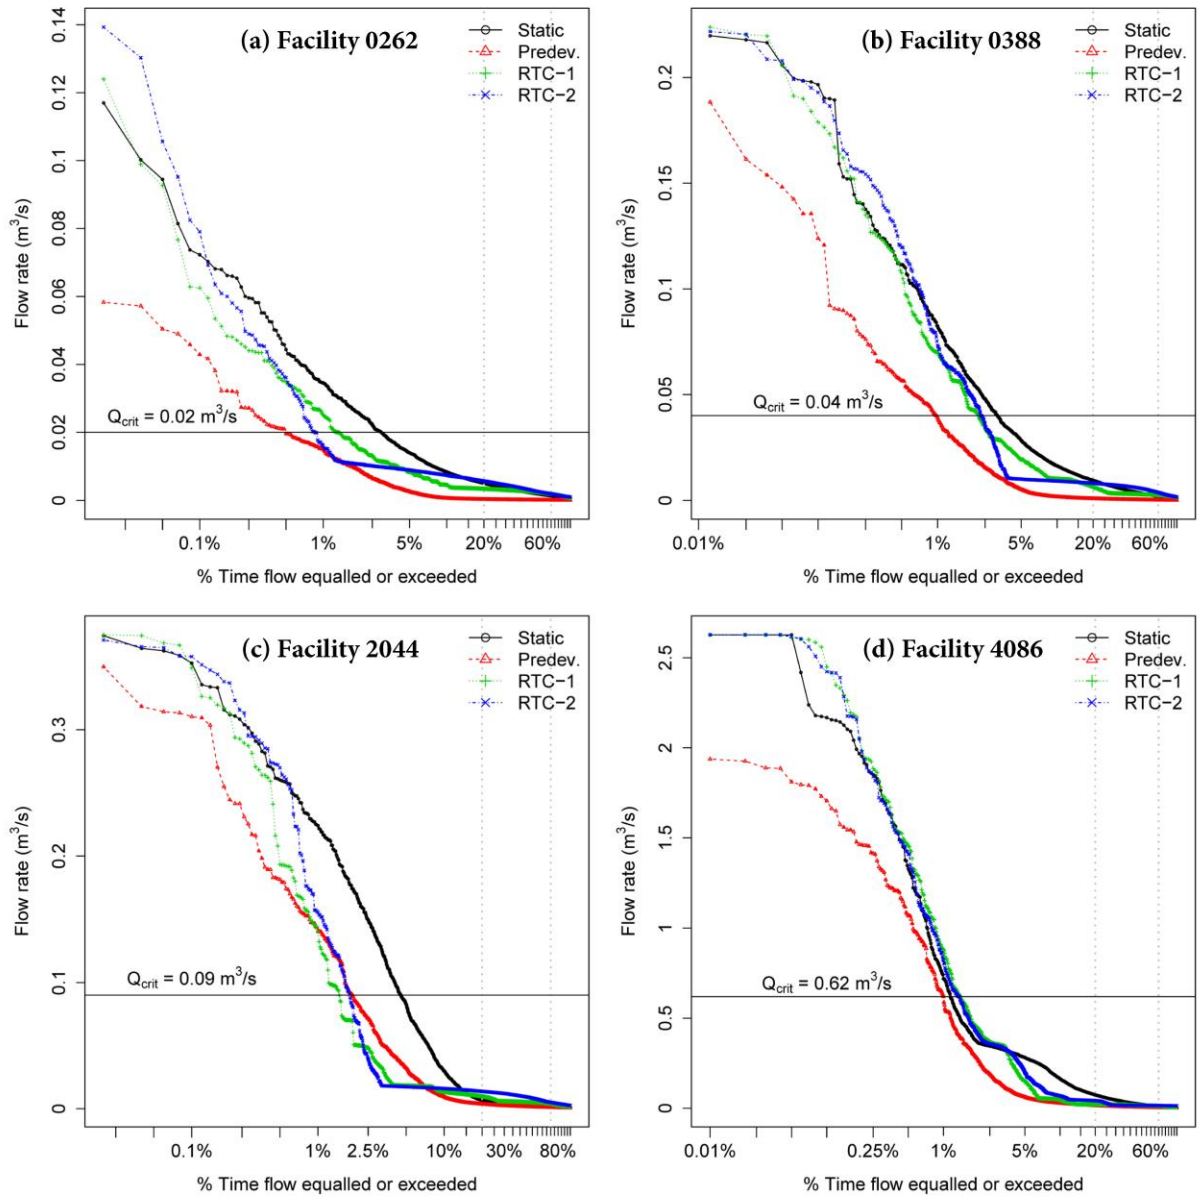 (a) Facility 0262
Static
Predev.
RTC−1
RTC−2
Flow rate (m³/s)
0.14
0.12
0.1
0.08
0.06
0.04
0.02
0
Qcrit = 0.02 m³/s
0.1% 1% 5% 20% 60%
% Time flow equalled or exceeded
(b) Facility 0388
Static
Predev.
RTC−1
RTC−2
Flow rate (m³/s)
0.2
0.15
0.1
0.05
0
Qcrit = 0.04 m³/s
0.01% 1% 5% 20% 60%
% Time flow equalled or exceeded
(c) Facility 2044
Static
Predev.
RTC−1
RTC−2
Flow rate (m³/s)
0.3
0.2
0.1
0
Qcrit = 0.09 m³/s
0.1% 1% 2.5% 10% 30% 80%
% Time flow equalled or exceeded
(d) Facility 4086
Static
Predev.
RTC−1
RTC−2
Flow rate (m³/s)
2.5
2
1.5
1
0.5
0
Qcrit = 0.62 m³/s
0.01% 0.25% 1% 5% 20% 60%
% Time flow equalled or exceeded